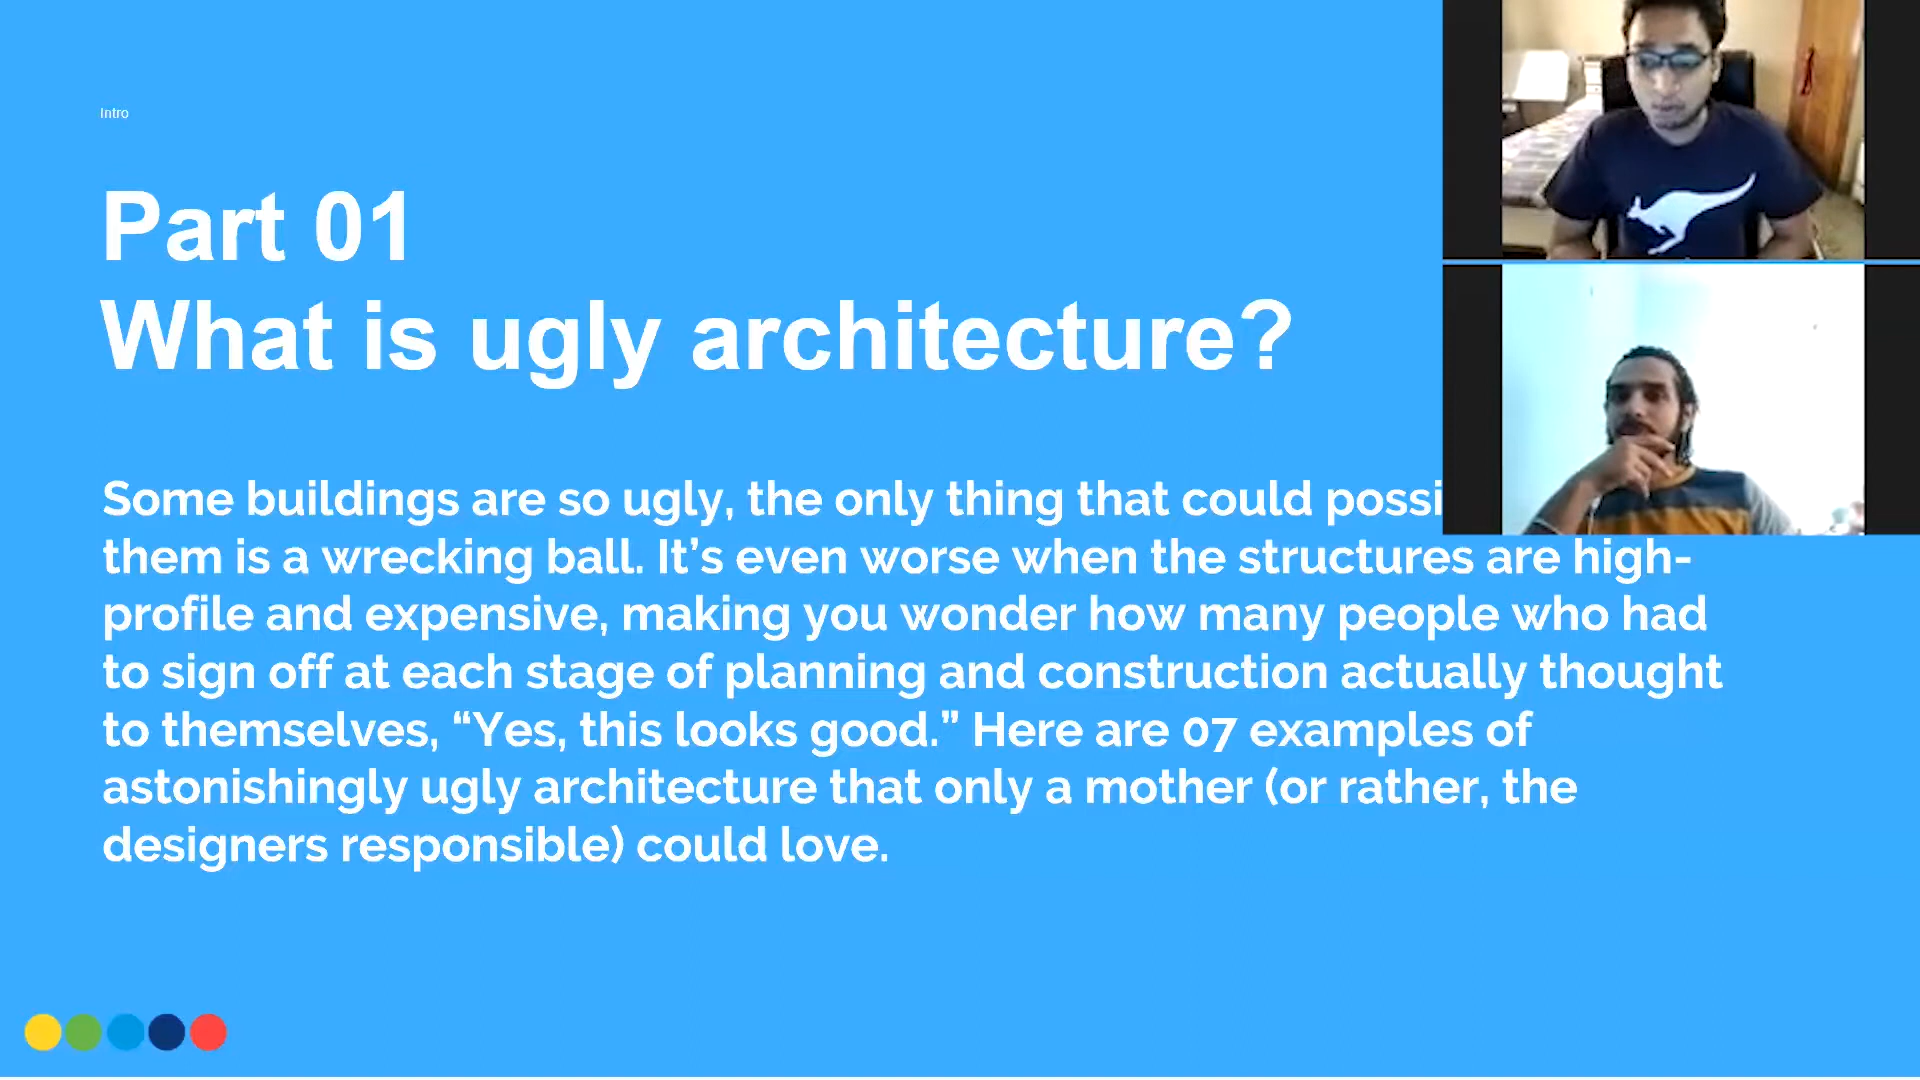 Intro
Part 01
What is ugly architecture?
Some buildings are so ugly, the only thing that could
them is a wrecking ball. It’s even worse when the structures are high-
profile and expensive, making you wonder how many people who had
to sign off at each stage of planning and construction actually thought
to themselves, “Yes, this looks good.” Here are 07 examples of
astonishingly ugly architecture that only a mother (or rather, the
designers responsible) could love.